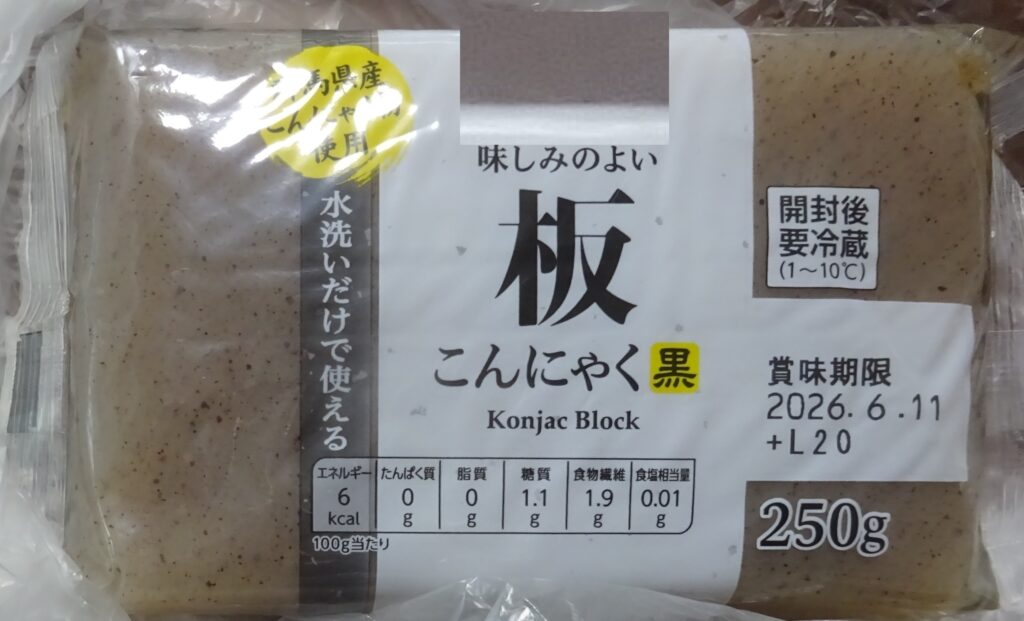 馬県産
こんにゃく
使用
水洗いだけで使える
味しみのよい
板
こんにゃく 黒
Konjac Block
開封後
要冷蔵
(1~10℃)
賞味期限
2026.6.11
+L20
エネルギー たんぱく質 脂質 糖質 食物繊維 食塩相当量
6 0 0 1.1 1.9 0.01
kcal g g g g g
100g当たり
250g